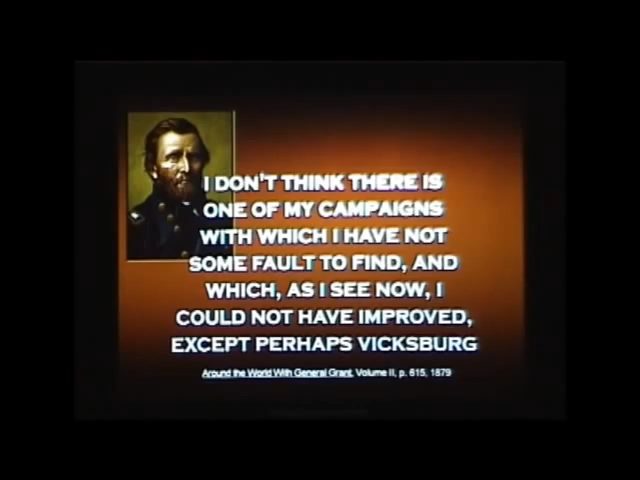 I DON'T THINK THERE IS
ONE OF MY CAMPAIGNS
WITH WHICH I HAVE NOT
SOME FAULT TO FIND, AND
WHICH, AS I SEE NOW, I
COULD NOT HAVE IMPROVED,
EXCEPT PERHAPS VICKSBURG
Around the World With General Grant, Volume II, p. 615, 1879